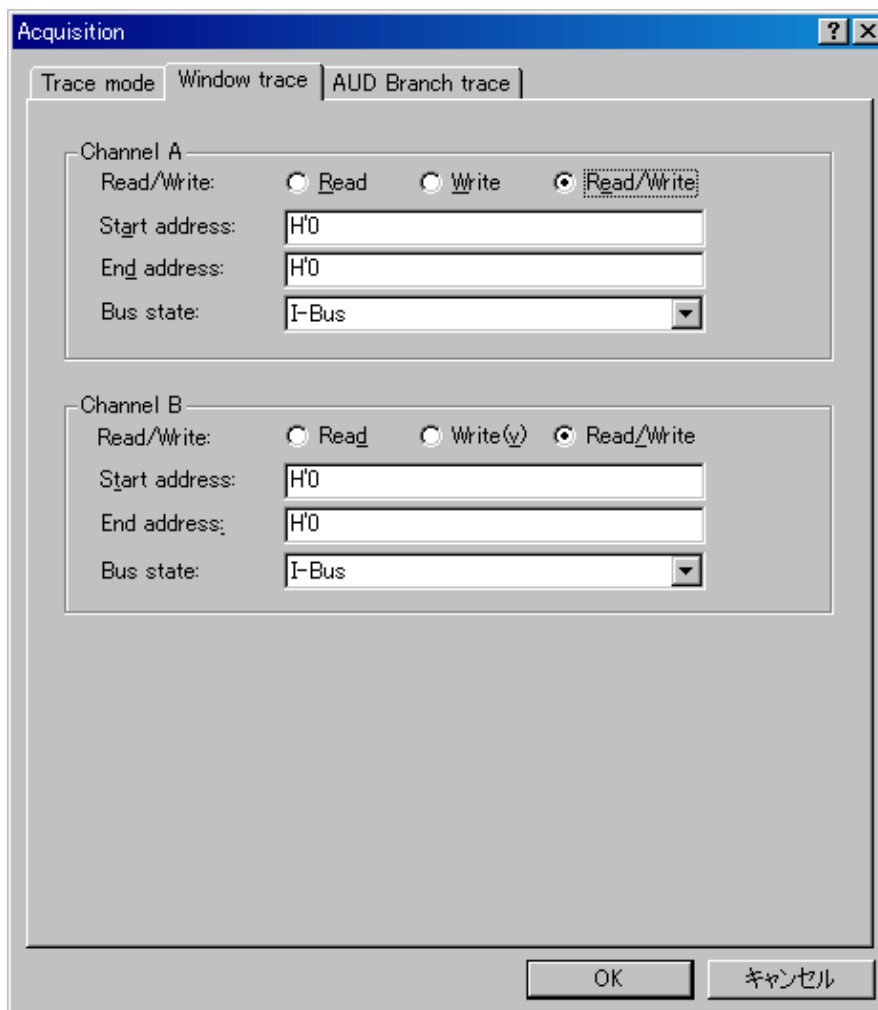 Acquisition
Trace mode Window trace AUD Branch trace
Channel A
Read/Write: Read Write Read/Write
Start address: H'0
End address: H'0
Bus state: I-Bus
Channel B
Read/Write: Read Write(v) Read/Write
Start address: H'0
End address: H'0
Bus state: I-Bus
OK キャンセル